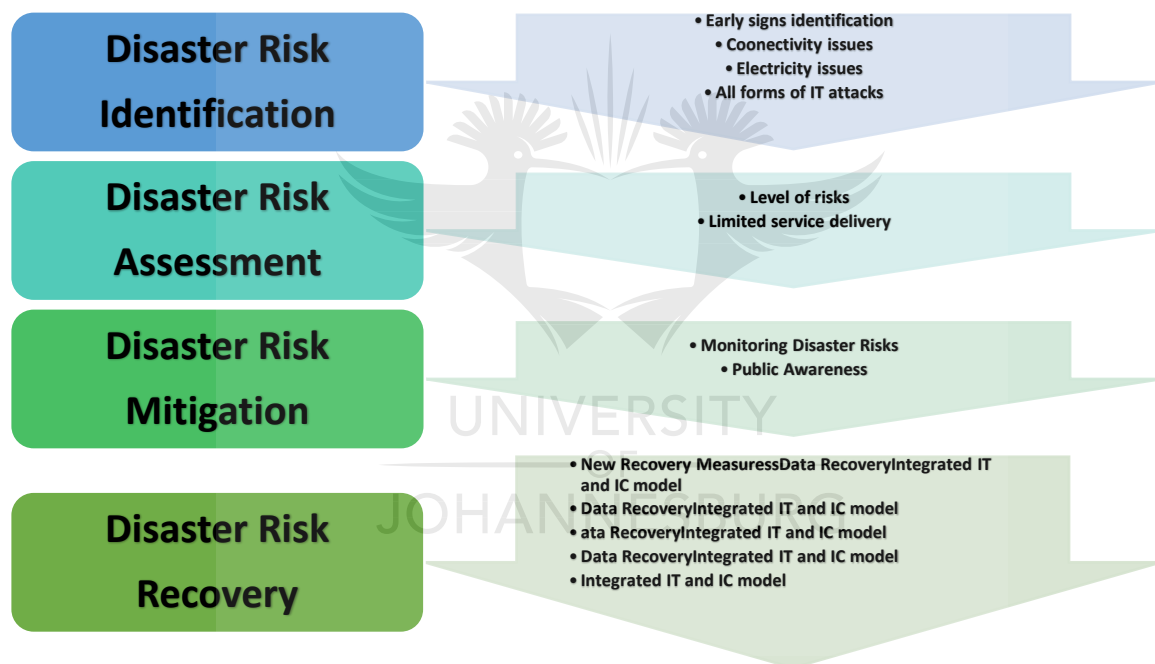 Disaster Risk
Identification
• Early signs identification
• Coonectivity issues
• Electricity issues
• All forms of IT attacks
Disaster Risk
Assessment
• Level of risks
• Limited service delivery
Disaster Risk
Mitigation
• Monitoring Disaster Risks
• Public Awareness
UNIVERSITY
OF
JOHANNESBURG
Disaster Risk
Recovery
• New Recovery MeasuressData RecoveryIntegrated IT
and IC model
• Data RecoveryIntegrated IT and IC model
• ata RecoveryIntegrated IT and IC model
• Data RecoveryIntegrated IT and IC model
• Integrated IT and IC model